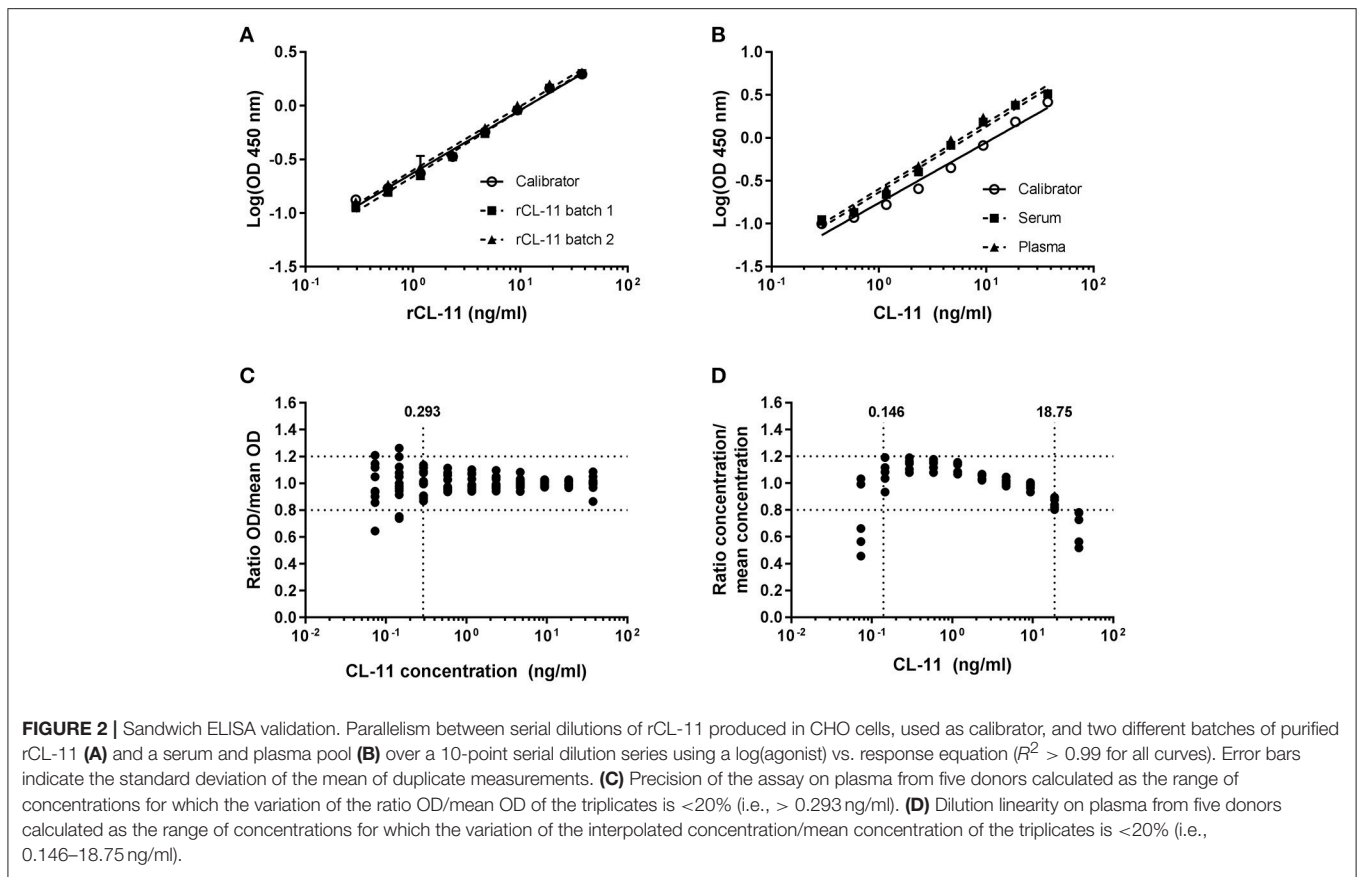 A
0.5
0.0
-0.5
-1.0
-1.5
Log(OD 450 nm)
Calibrator
rCL-11 batch 1
rCL-11 batch 2
10⁻¹ 10⁰ 10¹ 10²
rCL-11 (ng/ml)
B
1.0
0.5
0.0
-0.5
-1.0
-1.5
Log(OD 450 nm)
Calibrator
Serum
Plasma
10⁻¹ 10⁰ 10¹ 10²
CL-11 (ng/ml)
C
0.293
1.6
1.4
1.2
1.0
0.8
0.6
0.4
0.2
0.0
Ratio OD/mean OD
10⁻² 10⁻¹ 10⁰ 10¹ 10²
CL-11 concentration (ng/ml)
D
0.146 18.75
1.6
1.4
1.2
1.0
0.8
0.6
0.4
0.2
0.0
Ratio concentration/
mean concentration
10⁻² 10⁻¹ 10⁰ 10¹ 10²
CL-11 (ng/ml)
FIGURE 2 | Sandwich ELISA validation. Parallelism between serial dilutions of rCL-11 produced in CHO cells, used as calibrator, and two different batches of purified
rCL-11 (A) and a serum and plasma pool (B) over a 10-point serial dilution series using a log(agonist) vs. response equation (R² > 0.99 for all curves). Error bars
indicate the standard deviation of the mean of duplicate measurements. (C) Precision of the assay on plasma from five donors calculated as the range of
concentrations for which the variation of the ratio OD/mean OD of the triplicates is <20% (i.e., > 0.293 ng/ml). (D) Dilution linearity on plasma from five donors
calculated as the range of concentrations for which the variation of the interpolated concentration/mean concentration of the triplicates is <20% (i.e.,
0.146–18.75 ng/ml).